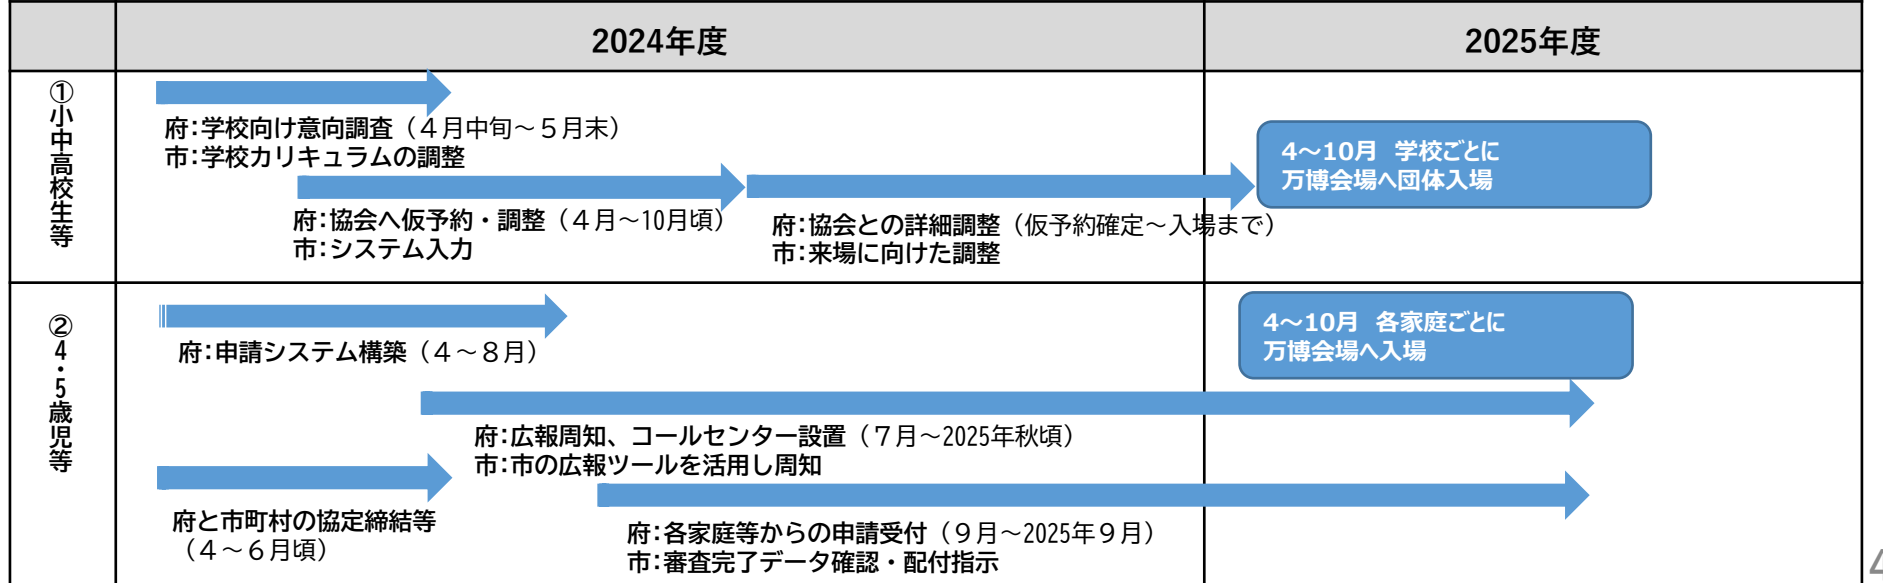 2024年度
2025年度
①小中高校生等
府：学校向け意向調査（４月中旬～５月末）
市：学校カリキュラムの調整
府：協会へ仮予約・調整（４月～10月頃）
市：システム入力
府：協会との詳細調整（仮予約確定～入場まで）
市：来場に向けた調整
4～10月　学校ごとに
万博会場へ団体入場
②４・５歳児等
府：申請システム構築（４～８月）
4～10月　各家庭ごとに
万博会場へ入場
府：広報周知、コールセンター設置（７月～2025年秋頃）
市：市の広報ツールを活用し周知
府と市町村の協定締結等
（４～６月頃）
府：各家庭等からの申請受付（９月～2025年９月）
市：審査完了データ確認・配付指示
4